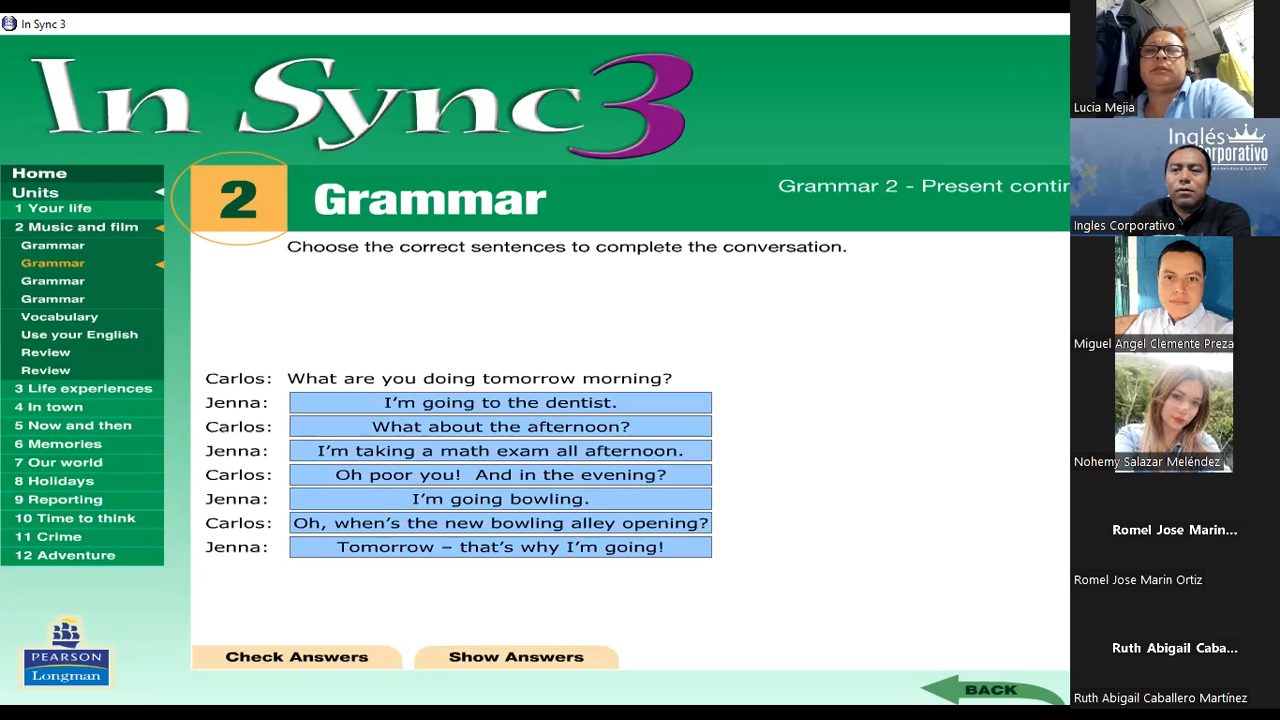 In Sync 3
In Sync 3
Home
Units
1 Your life
2 Music and film
Grammar
Grammar
Grammar
Grammar
Vocabulary
Use your English
Review
Review
3 Life experiences
4 In town
5 Now and then
6 Memories
7 Our world
8 Holidays
9 Reporting
10 Time to think
11 Crime
12 Adventure
PEARSON
Longman
2 Grammar
Grammar 2 - Present contin
Choose the correct sentences to complete the conversation.
Carlos: What are you doing tomorrow morning?
Jenna: I'm going to the dentist.
Carlos: What about the afternoon?
Jenna: I'm taking a math exam all afternoon.
Carlos: Oh poor you! And in the evening?
Jenna: I'm going bowling.
Carlos: Oh, when's the new bowling alley opening?
Jenna: Tomorrow – that's why I'm going!
Check Answers
Show Answers
BACK
Lucia Mejia
Inglés
orporativo
Ingles Corporativo
Miguel Angel Clemente Preza
Nohemy Salazar Meléndez
Romel Jose Marin...
Romel Jose Marin Ortiz
Ruth Abigail Caba...
Ruth Abigail Caballero Martínez